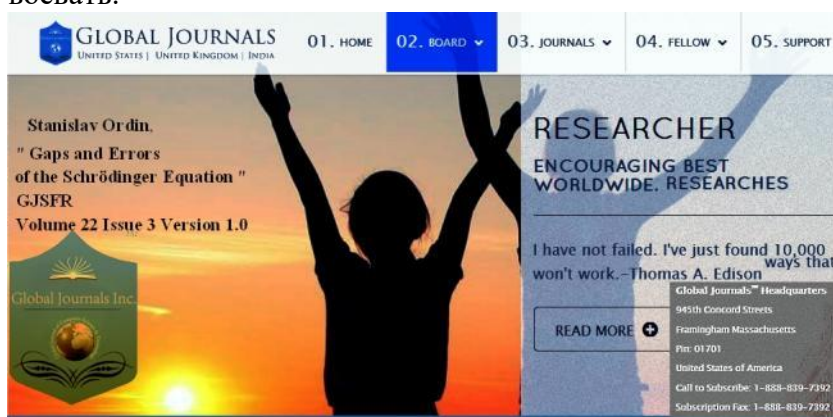 воевать.
GLOBAL JOURNALS
UNITED STATES | UNITED KINGDOM | INDIA
01. HOME
02. BOARD
03. JOURNALS
04. FELLOW
05. SUPPORT
Stanislav Ordin,
" Gaps and Errors
of the Schrödinger Equation "
GJSFR
Volume 22 Issue 3 Version 1.0
Global Journals Inc.
RESEARCHER
ENCOURAGING BEST
WORLDWIDE. RESEARCHES
I have not failed. I've just found 10,000
ways that
won't work.-Thomas A. Edison
READ MORE
Global Journals™ Headquarters
945th Concord Streets
Framingham Massachusetts
Pin: 01701
United States of America
Call to Subscribe: 1-888-839-7392
Subscription Fax: 1-888-839-7392